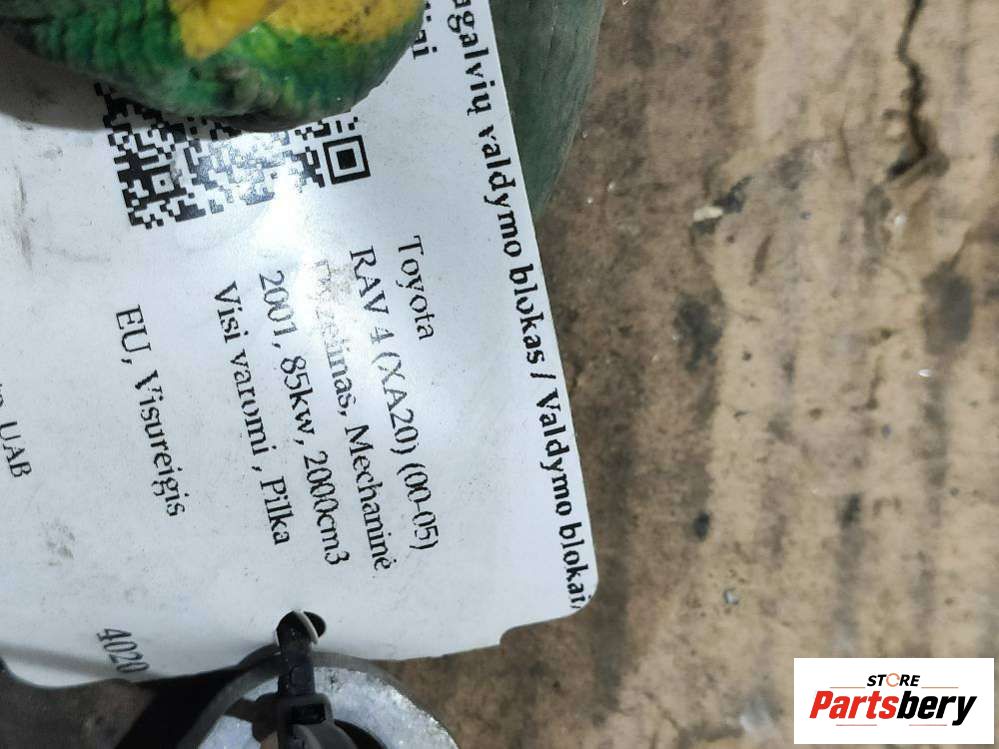 agalvių valdymo blokas / Valdymo blokai,
Toyota
RAV 4 (XA20) (00-05)
Mechaninė
2001, 85kw, 2000cm3
Visi varomi , Pilka
EU, Visureigis
UAB
4020
STORE
Partsbery